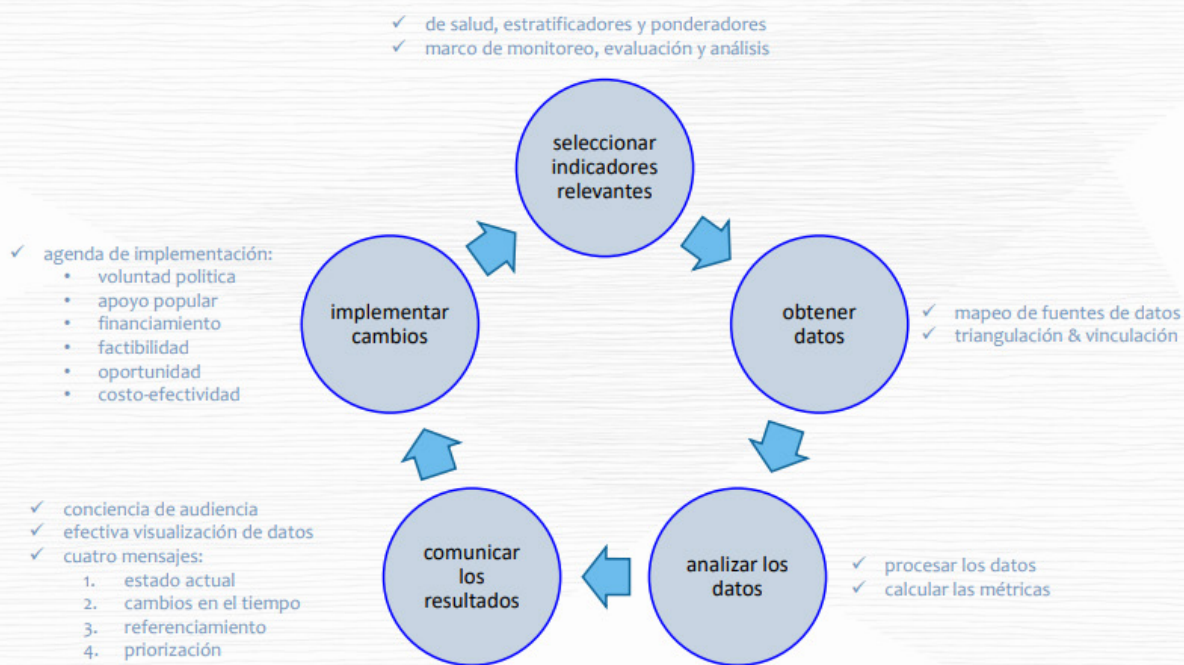 ✓ de salud, estratificadores y ponderadores
✓ marco de monitoreo, evaluación y análisis
seleccionar
indicadores
relevantes
obtener
datos
✓ mapeo de fuentes de datos
✓ triangulación & vinculación
analizar los
datos
✓ procesar los datos
✓ calcular las métricas
comunicar
los
resultados
✓ conciencia de audiencia
✓ efectiva visualización de datos
✓ cuatro mensajes:
1. estado actual
2. cambios en el tiempo
3. referenciamiento
4. priorización
implementar
cambios
✓ agenda de implementación:
• voluntad politica
• apoyo popular
• financiamiento
• factibilidad
• oportunidad
• costo-efectividad